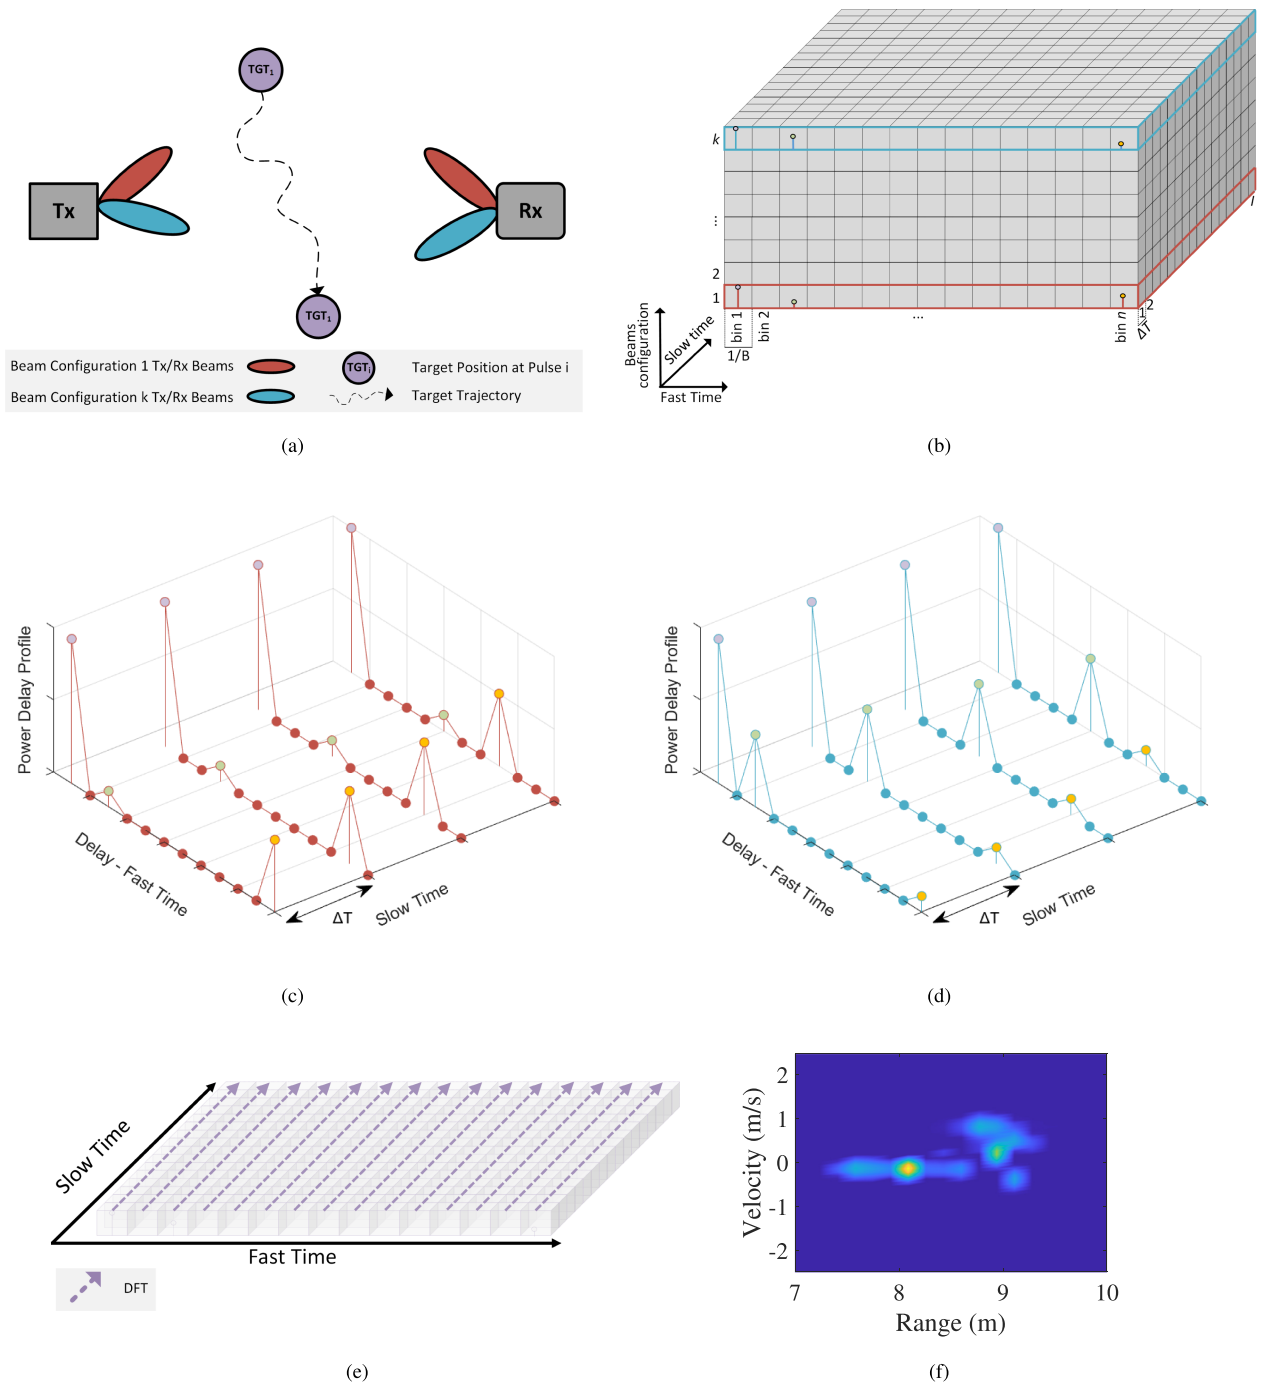 TGT1
Tx
Rx
TGT1
Beam Configuration 1 Tx/Rx Beams
TGTi
Target Position at Pulse i
Beam Configuration k Tx/Rx Beams
Target Trajectory
(a)
k
⋮
2
1
l
1 2
ΔT
bin 1
bin 2
...
bin n
1/B
Beams
configuration
Slow time
Fast Time
(b)
Power Delay Profile
Delay - Fast Time
ΔT
Slow Time
(c)
Power Delay Profile
Delay - Fast Time
ΔT
Slow Time
(d)
Slow Time
Fast Time
DFT
(e)
Velocity (m/s)
2
1
0
-1
-2
7 8 9 10
Range (m)
(f)